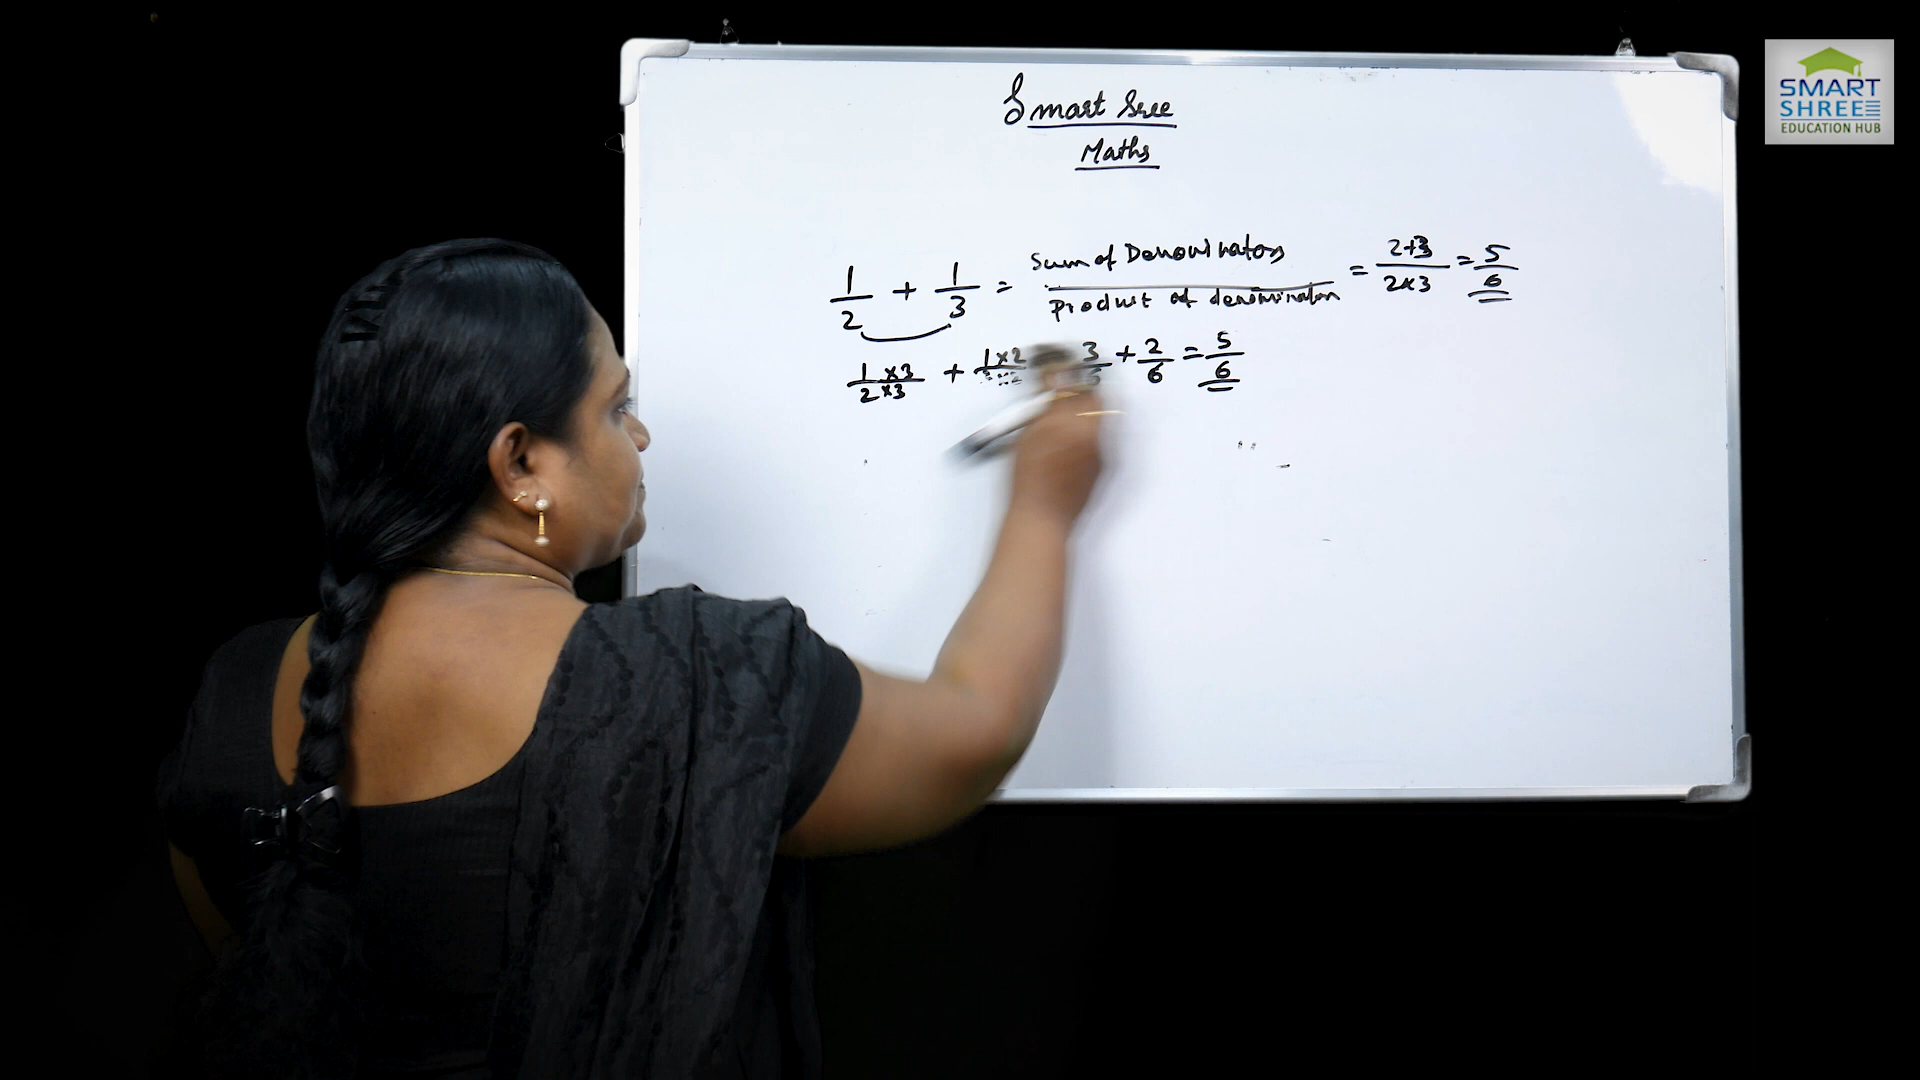 Smart Sree
Maths
1/2 + 1/3 = Sum of Denominators / Product of denominators = 2+3 / 2×3 = 5/6
1×3 / 2×3 + 1×2 3 + 2/6 = 5/6
SMART
SHREE
EDUCATION HUB